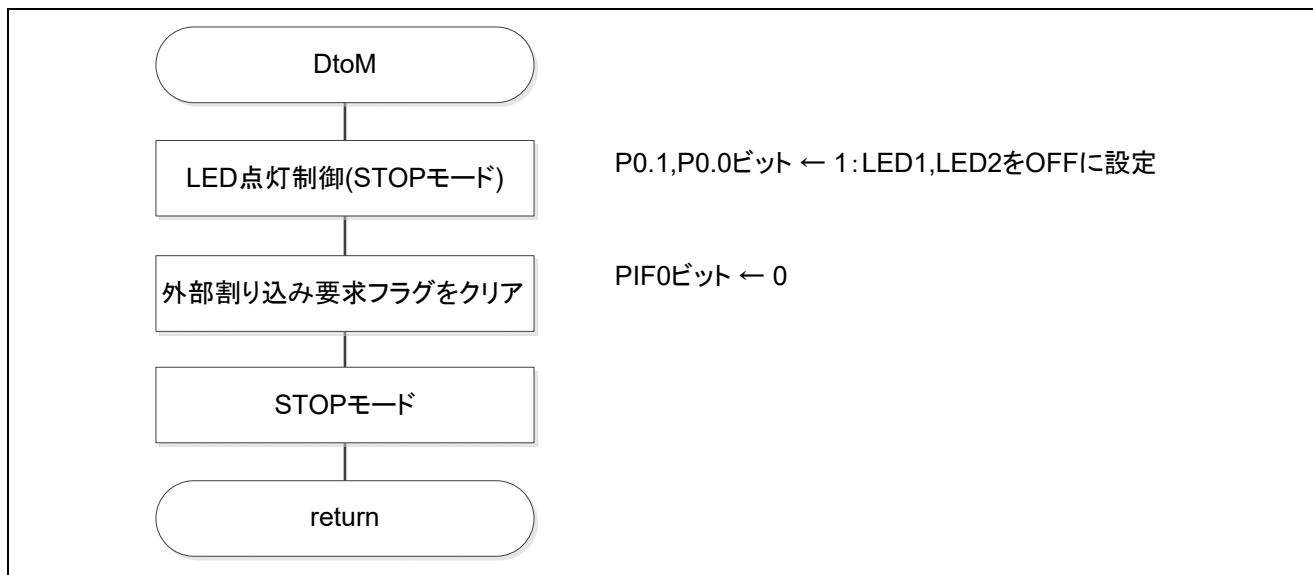 DtoM
LED点灯制御(STOPモード)
P0.1,P0.0ビット ← 1:LED1,LED2をOFFに設定
外部割り込み要求フラグをクリア
PIF0ビット ← 0
STOPモード
return